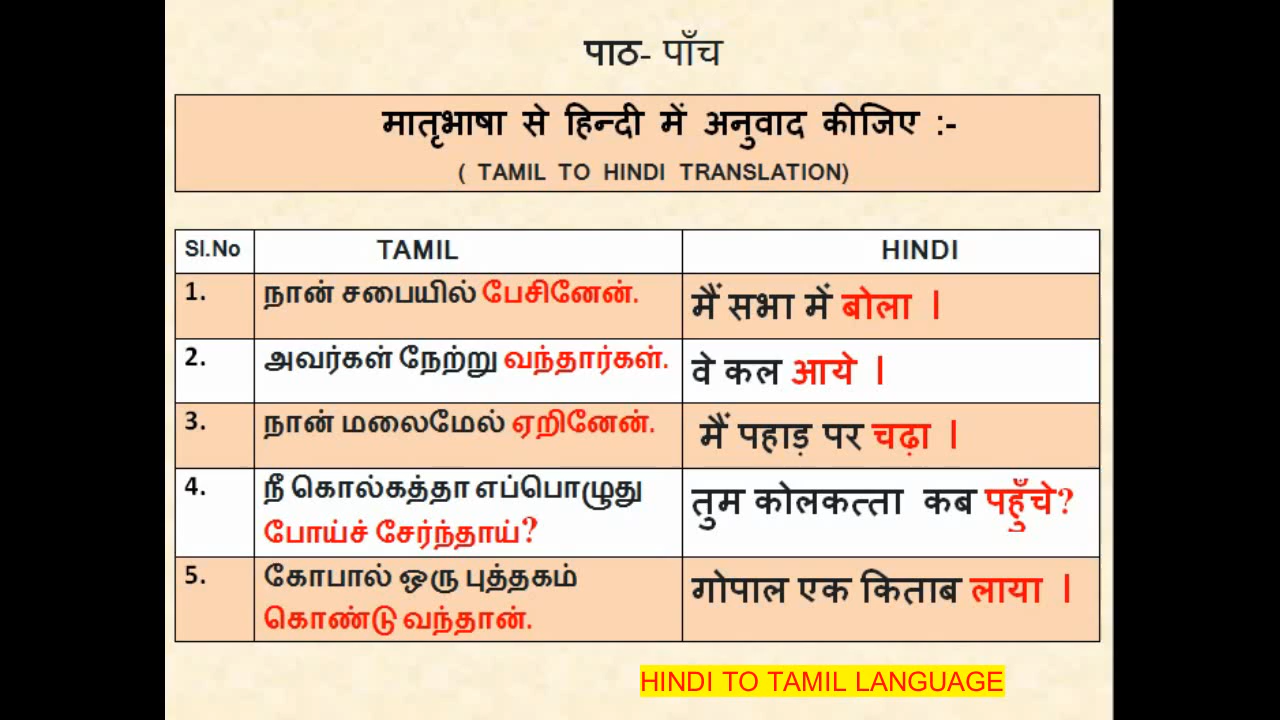 पाठ- पाँच
मातृभाषा से हिन्दी में अनुवाद कीजिए :-
( TAMIL TO HINDI TRANSLATION)
Sl.No TAMIL HINDI
1. நான் சபையில் பேசினேன். मैं सभा में बोला ।
2. அவர்கள் நேற்று வந்தார்கள். वे कल आये ।
3. நான் மலைமேல் ஏறினேன். मैं पहाड़ पर चढ़ा ।
4. நீ கொல்கத்தா எப்பொழுது
போய்ச் சேர்ந்தாய்? तुम कोलकत्ता कब पहुँचे?
5. கோபால் ஒரு புத்தகம்
கொண்டு வந்தான். गोपाल एक किताब लाया ।
HINDI TO TAMIL LANGUAGE